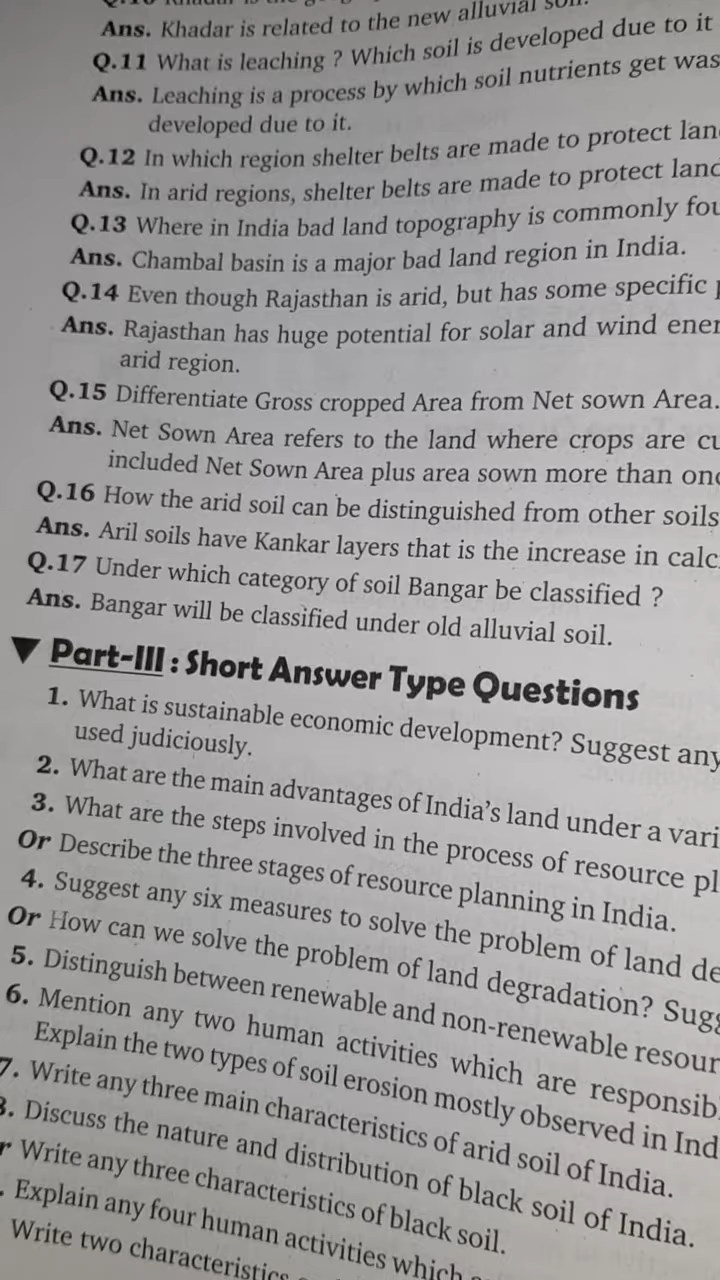 Ans. Khadar is related to the new alluvial soil.
Q.11 What is leaching ? Which soil is developed due to it
Ans. Leaching is a process by which soil nutrients get was
developed due to it.
Q.12 In which region shelter belts are made to protect lan
Ans. In arid regions, shelter belts are made to protect land
Q.13 Where in India bad land topography is commonly fou
Ans. Chambal basin is a major bad land region in India.
Q.14 Even though Rajasthan is arid, but has some specific
Ans. Rajasthan has huge potential for solar and wind ener
arid region.
Q.15 Differentiate Gross cropped Area from Net sown Area.
Ans. Net Sown Area refers to the land where crops are cu
included Net Sown Area plus area sown more than onc
Q.16 How the arid soil can be distinguished from other soils
Ans. Aril soils have Kankar layers that is the increase in calc
Q.17 Under which category of soil Bangar be classified ?
Ans. Bangar will be classified under old alluvial soil.
▼ Part-III : Short Answer Type Questions
1. What is sustainable economic development? Suggest any
used judiciously.
2. What are the main advantages of India's land under a vari
3. What are the steps involved in the process of resource pl
Or Describe the three stages of resource planning in India.
4. Suggest any six measures to solve the problem of land de
Or How can we solve the problem of land degradation? Sugg
5. Distinguish between renewable and non-renewable resour
6. Mention any two human activities which are responsib
Explain the two types of soil erosion mostly observed in Ind
7. Write any three main characteristics of arid soil of India.
8. Discuss the nature and distribution of black soil of India.
r Write any three characteristics of black soil.
. Explain any four human activities which
Write two characteristics